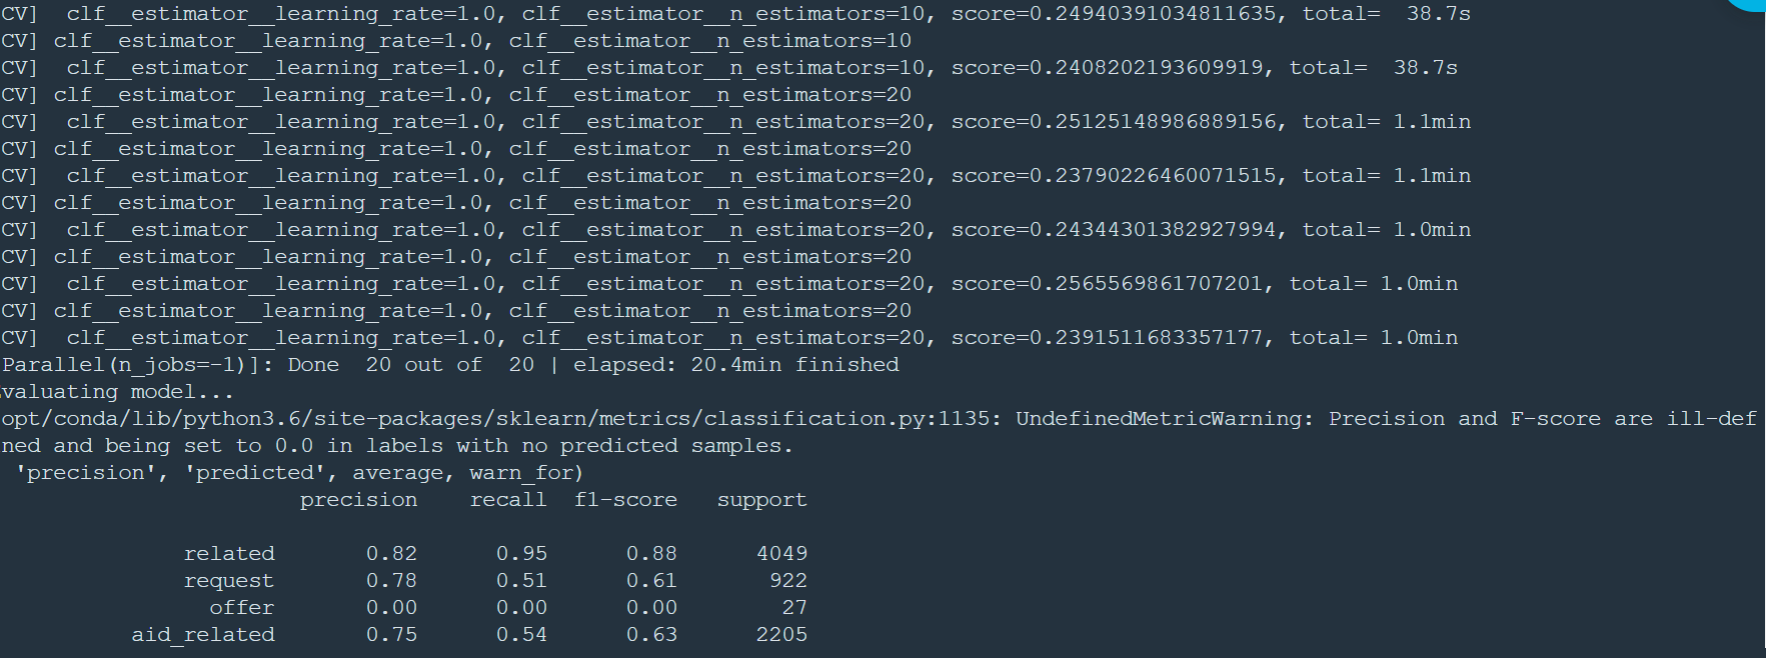 CV]  clf__estimator__learning_rate=1.0, clf__estimator__n_estimators=10, score=0.24940391034811635, total=  38.7s
CV] clf__estimator__learning_rate=1.0, clf__estimator__n_estimators=10
CV]  clf__estimator__learning_rate=1.0, clf__estimator__n_estimators=10, score=0.2408202193609919, total=  38.7s
CV] clf__estimator__learning_rate=1.0, clf__estimator__n_estimators=20
CV]  clf__estimator__learning_rate=1.0, clf__estimator__n_estimators=20, score=0.25125148986889156, total= 1.1min
CV] clf__estimator__learning_rate=1.0, clf__estimator__n_estimators=20
CV]  clf__estimator__learning_rate=1.0, clf__estimator__n_estimators=20, score=0.23790226460071515, total= 1.1min
CV] clf__estimator__learning_rate=1.0, clf__estimator__n_estimators=20
CV]  clf__estimator__learning_rate=1.0, clf__estimator__n_estimators=20, score=0.24344301382927994, total= 1.0min
CV] clf__estimator__learning_rate=1.0, clf__estimator__n_estimators=20
CV]  clf__estimator__learning_rate=1.0, clf__estimator__n_estimators=20, score=0.2565569861707201, total= 1.0min
CV] clf__estimator__learning_rate=1.0, clf__estimator__n_estimators=20
CV]  clf__estimator__learning_rate=1.0, clf__estimator__n_estimators=20, score=0.2391511683357177, total= 1.0min
Parallel(n_jobs=-1)]: Done  20 out of  20 | elapsed: 20.4min finished
valuating model...
opt/conda/lib/python3.6/site-packages/sklearn/metrics/classification.py:1135: UndefinedMetricWarning: Precision and F-score are ill-def
ned and being set to 0.0 in labels with no predicted samples.
'precision', 'predicted', average, warn_for)
precision    recall  f1-score   support
related       0.82      0.95      0.88      4049
request       0.78      0.51      0.61       922
offer       0.00      0.00      0.00        27
aid_related       0.75      0.54      0.63      2205